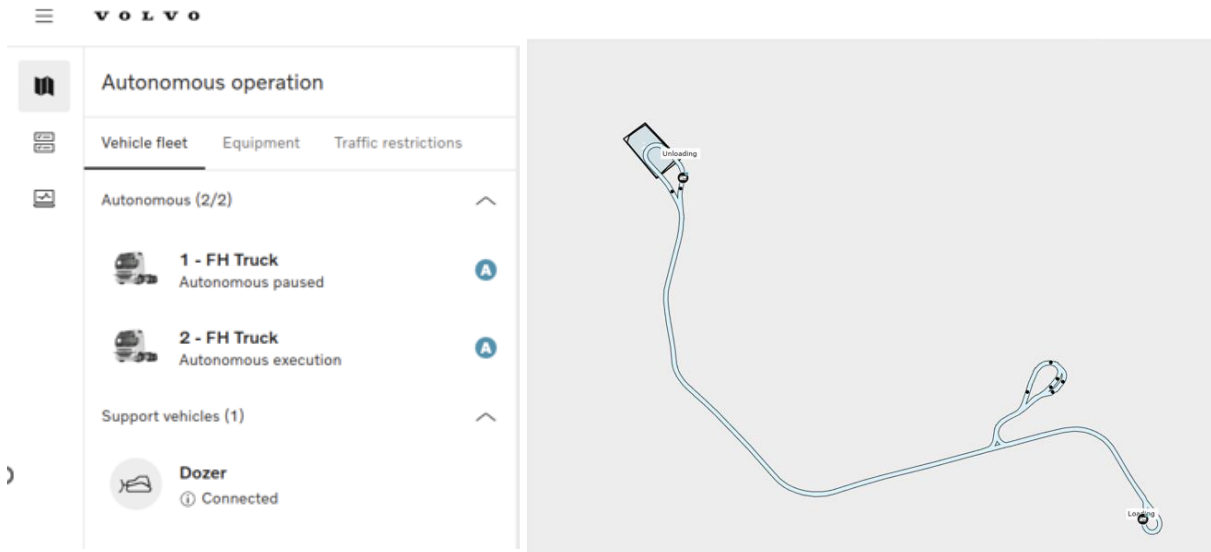 VOLVO
Autonomous operation
Vehicle fleet Equipment Traffic restrictions
Autonomous (2/2)
1 - FH Truck
Autonomous paused
A
2 - FH Truck
Autonomous execution
A
Support vehicles (1)
Dozer
Connected
Unloading
Loading